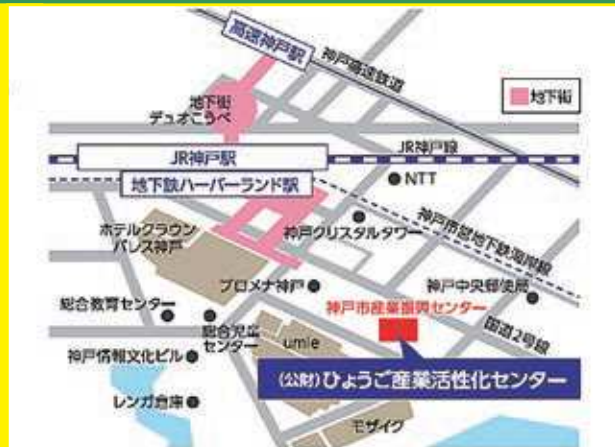 高速神戸駅
神戸高速鉄道
地下街
地下街
デュオこうべ
JR神戸駅
JR神戸線
地下鉄ハーバーランド駅
NTT
ホテルクラウン
パレス神戸
神戸クリスタルタワー
神戸市営地下鉄海岸線
プロメナ神戸
神戸中央郵便局
総合教育センター
神戸市産業振興センター
総合児童
センター
umie
国道2号線
神戸情報文化ビル
(公財)ひょうご産業活性化センター
レンガ倉庫
モザイク